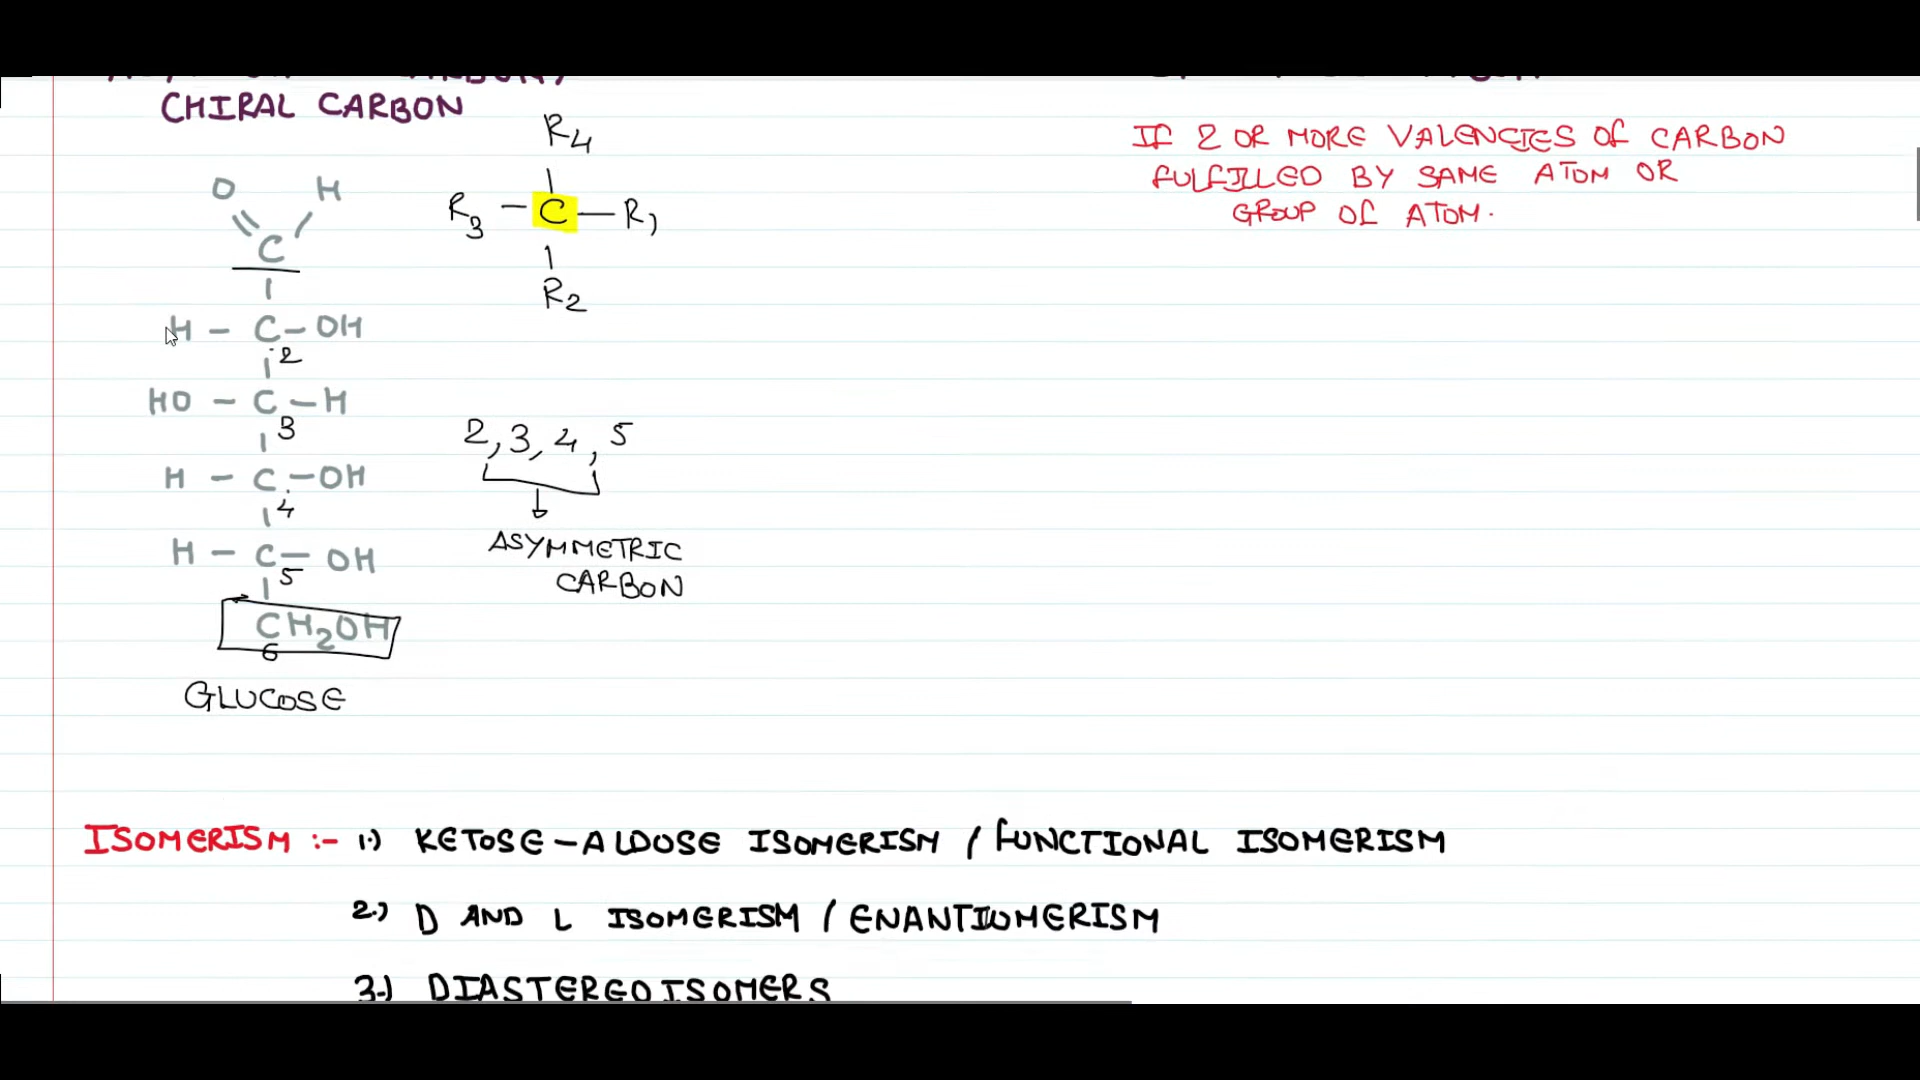 CHIRAL CARBON
R4
R3 – C — R1
R2
IF 2 OR MORE VALENCIES OF CARBON
FULFILLED BY SAME ATOM OR
GROUP OF ATOM.
O H
C
H – C – OH
2
HO – C – H
3
H – C – OH
4
H – C – OH
5
CH2OH
6
GLUCOSE
2, 3, 4, 5
ASYMMETRIC
CARBON
ISOMERISM :- 1.) KETOSE – ALDOSE ISOMERISM / FUNCTIONAL ISOMERISM
2.) D AND L ISOMERISM / ENANTIOMERISM
3.) DIASTEREOISOMERS